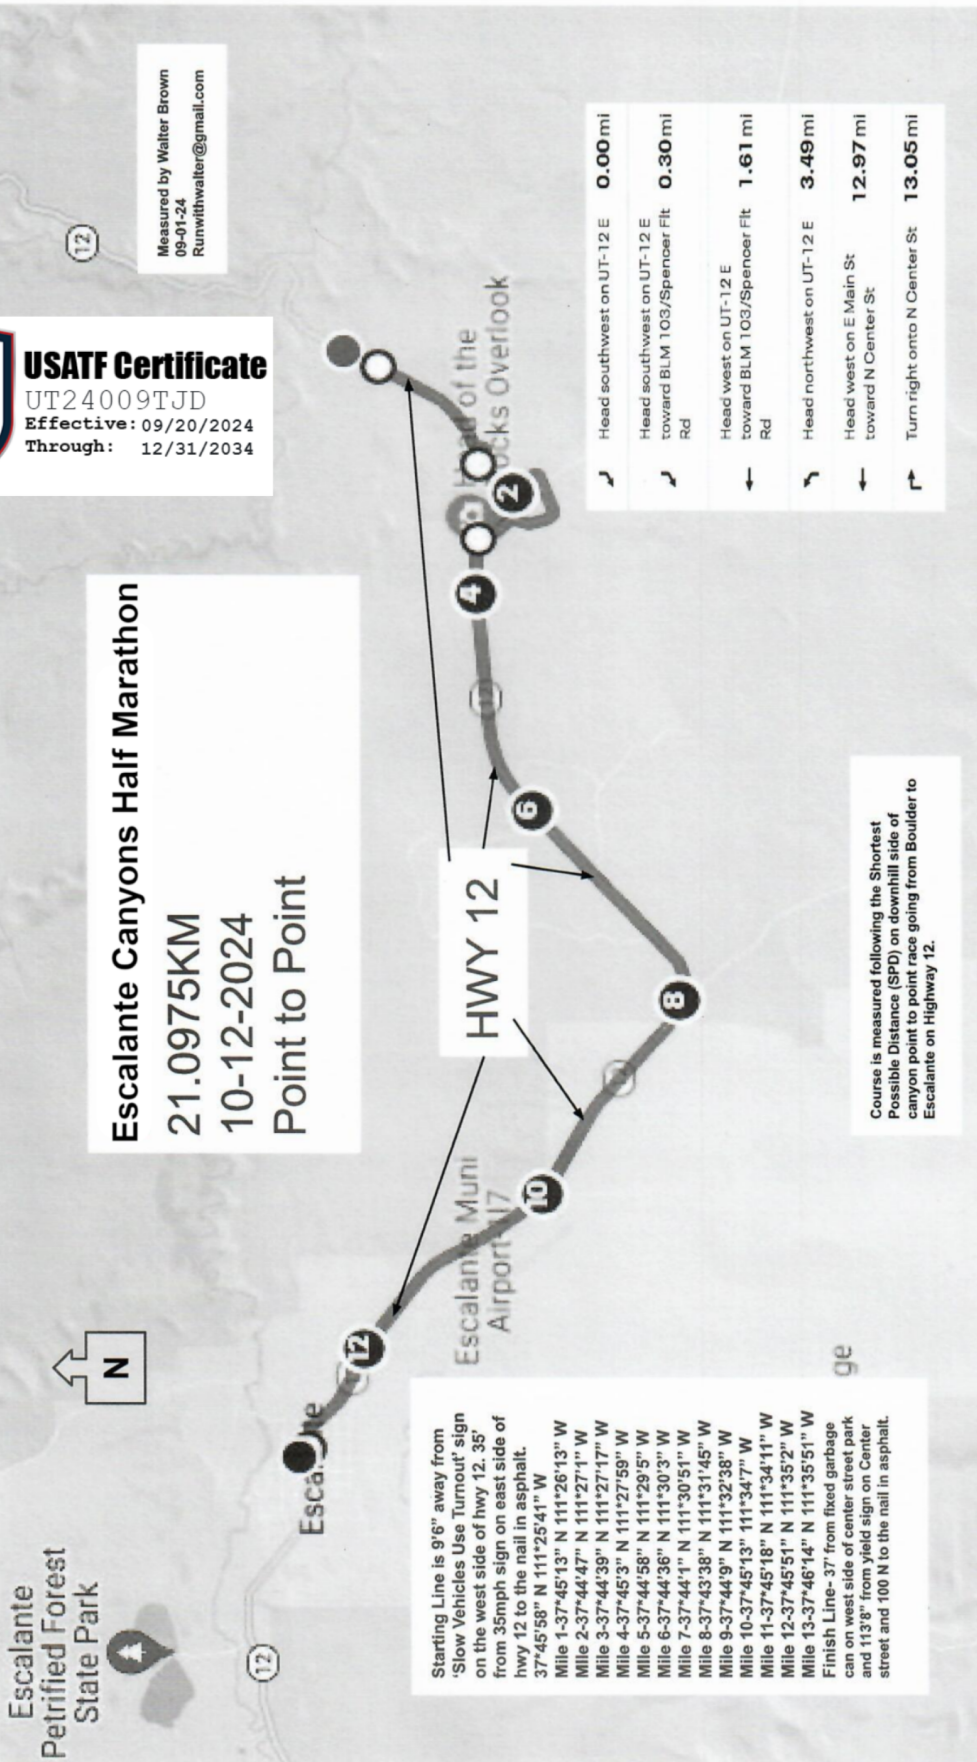 USATF Certificate
UT24009TJD
Effective: 09/20/2024
Through: 12/31/2034
Escalante
Petrified Forest
State Park
12
N
Escalante Canyons Half Marathon
21.0975KM
10-12-2024
Point to Point
12
Measured by Walter Brown
09-01-24
Runwithwalter@gmail.com
12
Escalante Muni
Airport
10
HWY 12
8
6
4
2
Head of the
Rocks Overlook
Starting Line is 9'6" away from
'Slow Vehicles Use Turnout' sign
on the west side of hwy 12. 35'
from 35mph sign on east side of
hwy 12 to the nail in asphalt.
37*45'58" N 111*25'41" W
Mile 1-37*45'13" N 111*26'13" W
Mile 2-37*44'47" N 111*27'1" W
Mile 3-37*44'39" N 111*27'17" W
Mile 4-37*45'3" N 111*27'59" W
Mile 5-37*44'58" N 111*29'5" W
Mile 6-37*44'36" N 111*30'3" W
Mile 7-37*44'1" N 111*30'51" W
Mile 8-37*43'38" N 111*31'45" W
Mile 9-37*44'9" N 111*32'38" W
Mile 10-37*45'13" 111*34'7" W
Mile 11-37*45'18" N 111*34'11" W
Mile 12-37*45'51" N 111*35'2" W
Mile 13-37*46'14" N 111*35'51" W
Finish Line- 37' from fixed garbage
can on west side of center street park
and 113'8" from yield sign on Center
street and 100 N to the nail in asphalt.
ge
Course is measured following the Shortest
Possible Distance (SPD) on downhill side of
canyon point to point race going from Boulder to
Escalante on Highway 12.
Head southwest on UT-12 E 0.00 mi
Head southwest on UT-12 E
toward BLM 103/Spencer Flt 0.30 mi
Rd
Head west on UT-12 E
toward BLM 103/Spencer Flt 1.61 mi
Rd
Head northwest on UT-12 E 3.49 mi
Head west on E Main St
toward N Center St 12.97 mi
Turn right onto N Center St 13.05 mi